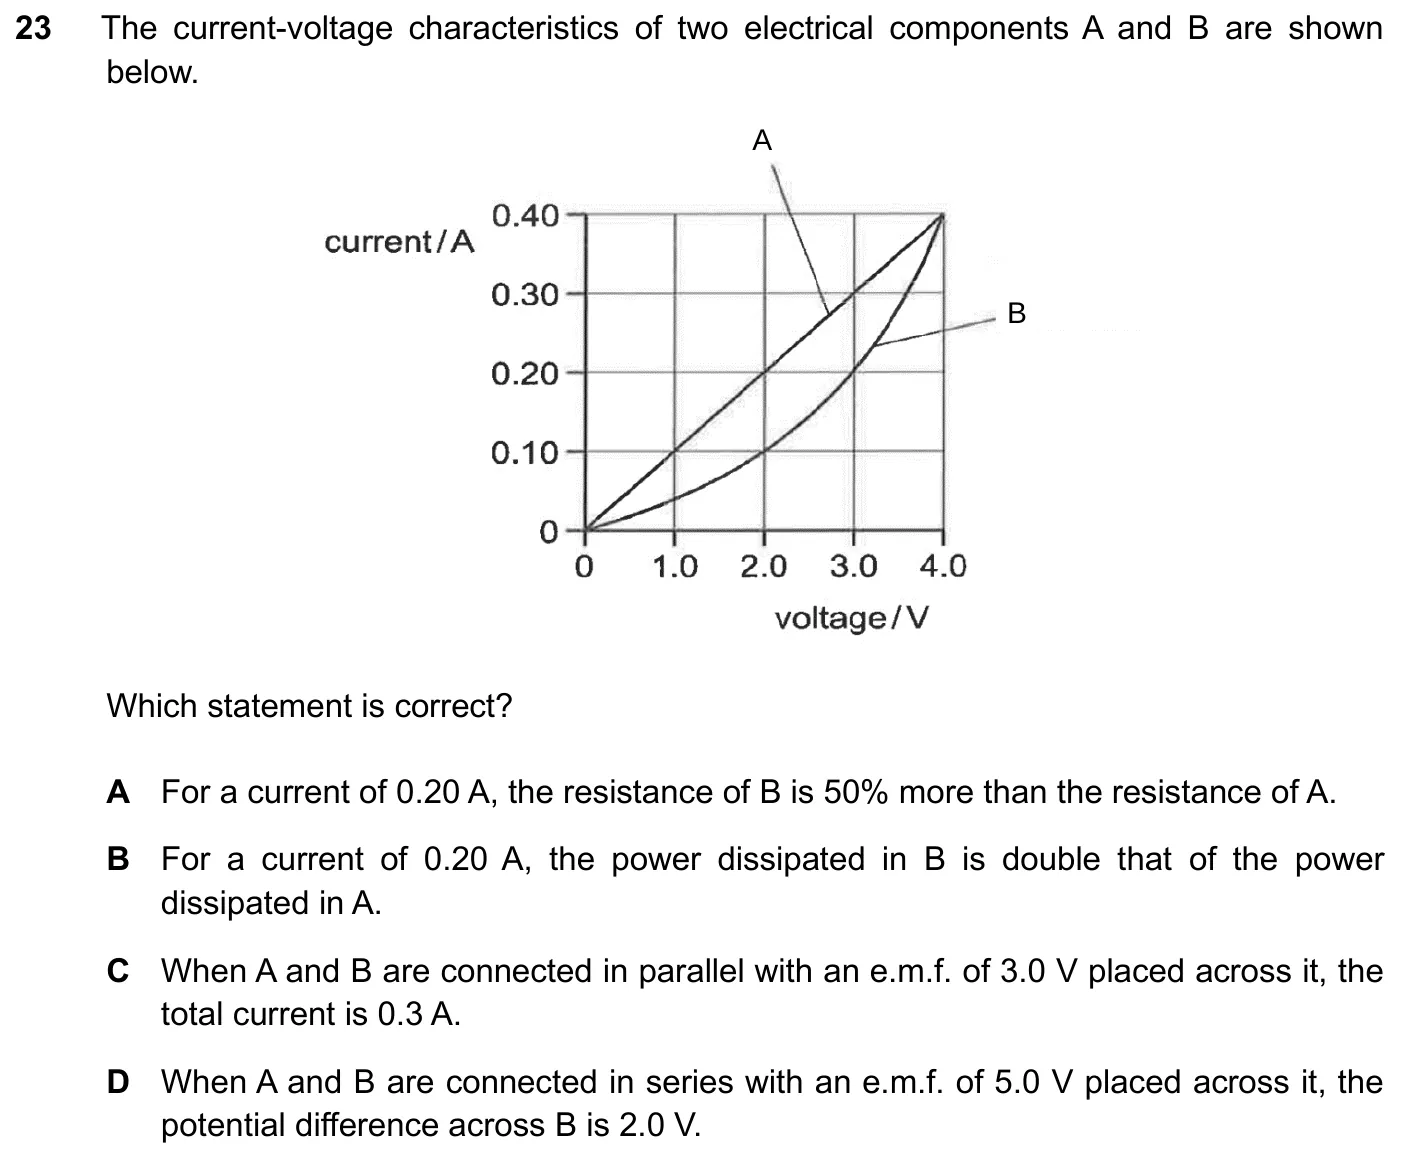 23 The current-voltage characteristics of two electrical components A and B are shown
below.
A
0.40
current/A
0.30
B
0.20
0.10
0
0 1.0 2.0 3.0 4.0
voltage/V
Which statement is correct?
A For a current of 0.20 A, the resistance of B is 50% more than the resistance of A.
B For a current of 0.20 A, the power dissipated in B is double that of the power
dissipated in A.
C When A and B are connected in parallel with an e.m.f. of 3.0 V placed across it, the
total current is 0.3 A.
D When A and B are connected in series with an e.m.f. of 5.0 V placed across it, the
potential difference across B is 2.0 V.